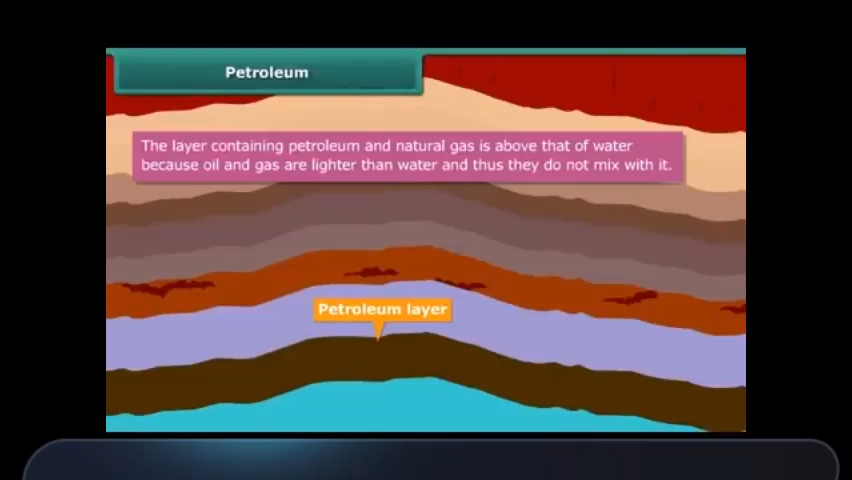 Petroleum
The layer containing petroleum and natural gas is above that of water
because oil and gas are lighter than water and thus they do not mix with it.
Petroleum layer